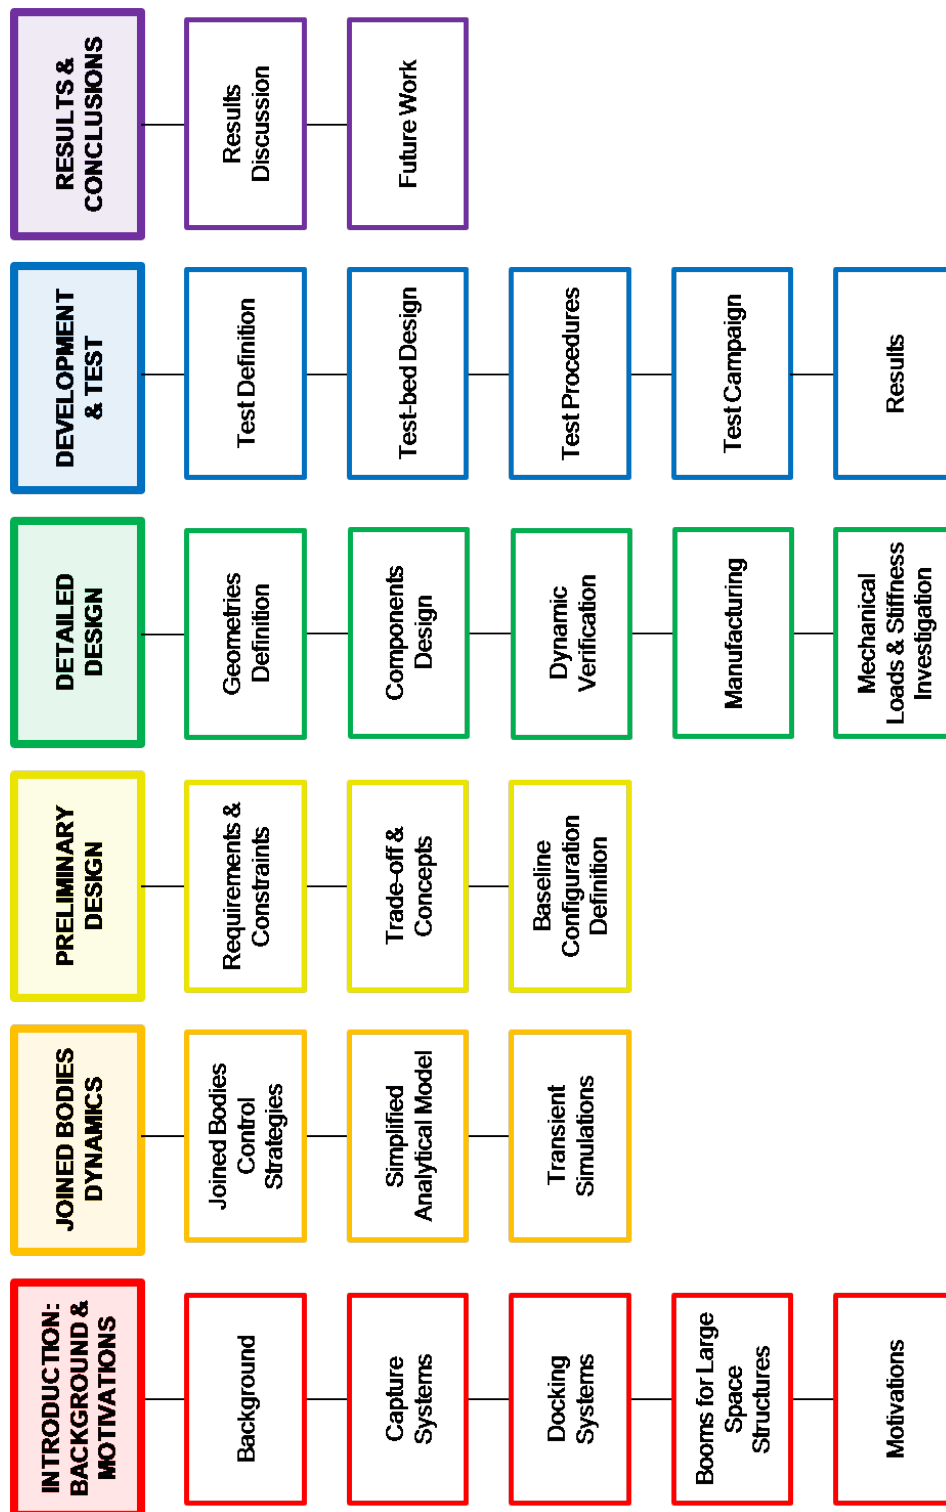 INTRODUCTION:
BACKGROUND &
MOTIVATIONS
Background
Capture
Systems
Docking
Systems
Booms for Large
Space
Structures
Motivations
JOINED BODIES
DYNAMICS
Joined Bodies
Control
Strategies
Simplified
Analytical Model
Transient
Simulations
PRELIMINARY
DESIGN
Requirements &
Constraints
Trade-off &
Concepts
Baseline
Configuration
Definition
DETAILED
DESIGN
Geometries
Definition
Components
Design
Dynamic
Verification
Manufacturing
Mechanical
Loads & Stiffness
Investigation
DEVELOPMENT
& TEST
Test Definition
Test-bed Design
Test Procedures
Test Campaign
Results
RESULTS &
CONCLUSIONS
Results
Discussion
Future Work